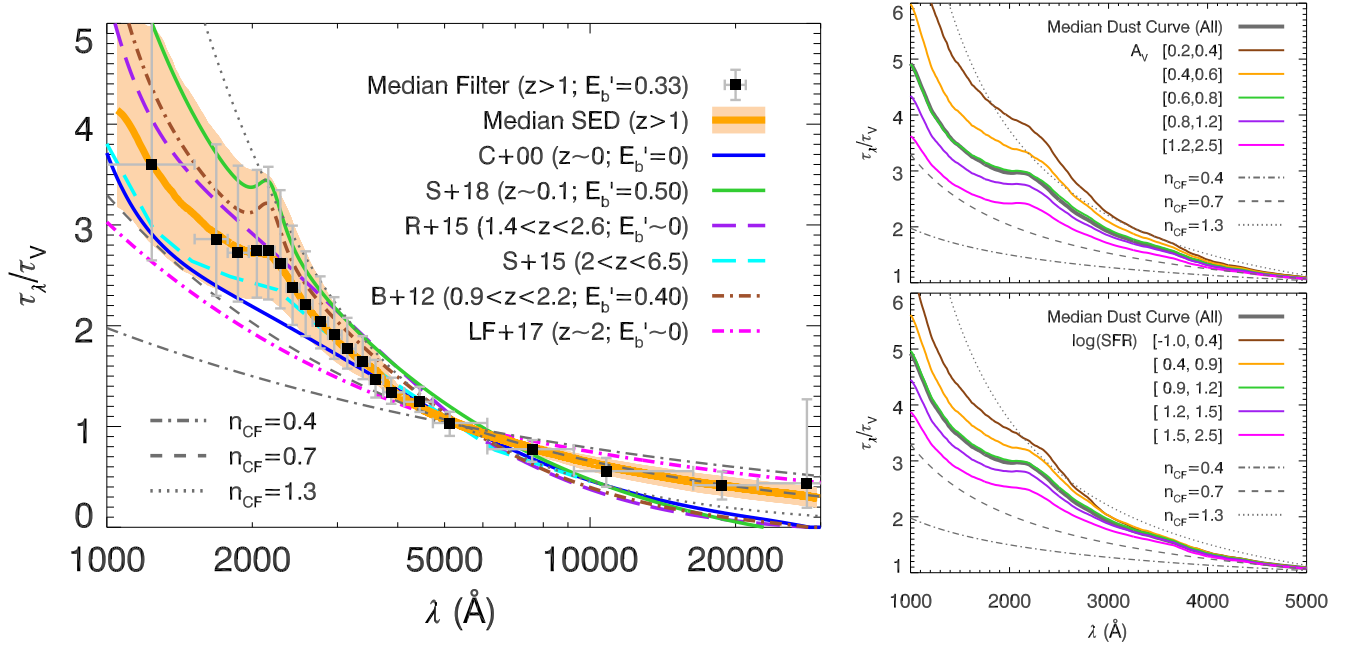 5
4
3
2
1
0
τλ/τV
1000
2000
5000
10000
20000
λ (Å)
Median Filter (z>1; Eb'=0.33)
Median SED (z>1)
C+00 (z~0; Eb'=0)
S+18 (z~0.1; Eb'=0.50)
R+15 (1.4<z<2.6; Eb'~0)
S+15 (2<z<6.5)
B+12 (0.9<z<2.2; Eb'=0.40)
LF+17 (z~2; Eb'~0)
nCF=0.4
nCF=0.7
nCF=1.3
6
5
4
3
2
1
τλ/τV
Median Dust Curve (All)
AV [0.2,0.4]
[0.4,0.6]
[0.6,0.8]
[0.8,1.2]
[1.2,2.5]
nCF=0.4
nCF=0.7
nCF=1.3
6
5
4
3
2
1
τλ/τV
Median Dust Curve (All)
log(SFR) [-1.0, 0.4]
[ 0.4, 0.9]
[ 0.9, 1.2]
[ 1.2, 1.5]
[ 1.5, 2.5]
nCF=0.4
nCF=0.7
nCF=1.3
1000
2000
3000
4000
5000
λ (Å)